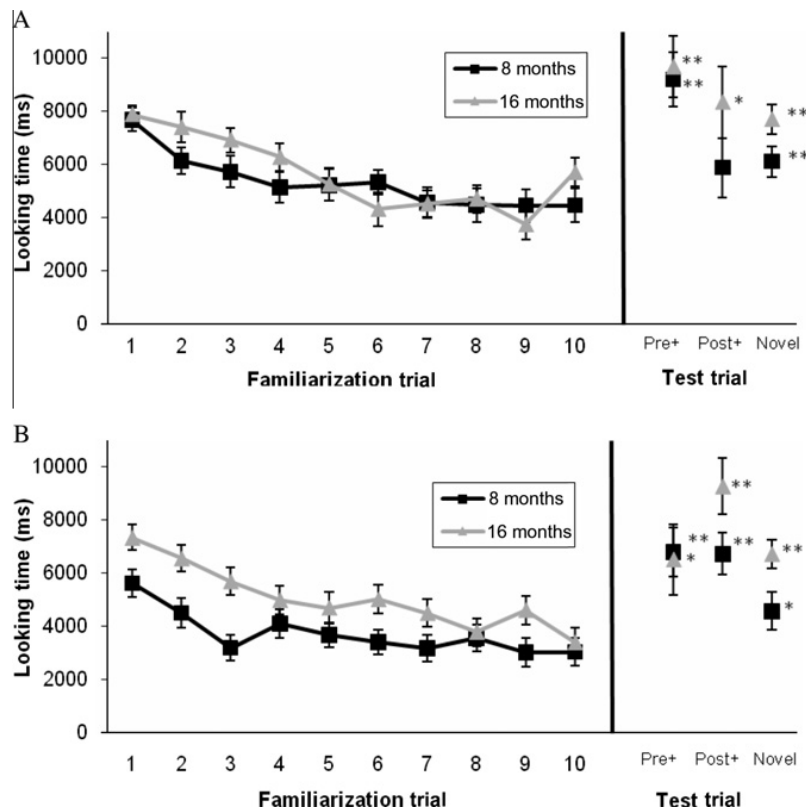 A
10000
8000
6000
4000
2000
0
Looking time (ms)
8 months
16 months
1 2 3 4 5 6 7 8 9 10
Familiarization trial
**
**
*
**
**
Pre+ Post+ Novel
Test trial
B
10000
8000
6000
4000
2000
0
Looking time (ms)
8 months
16 months
1 2 3 4 5 6 7 8 9 10
Familiarization trial
**
**
*
**
**
*
Pre+ Post+ Novel
Test trial